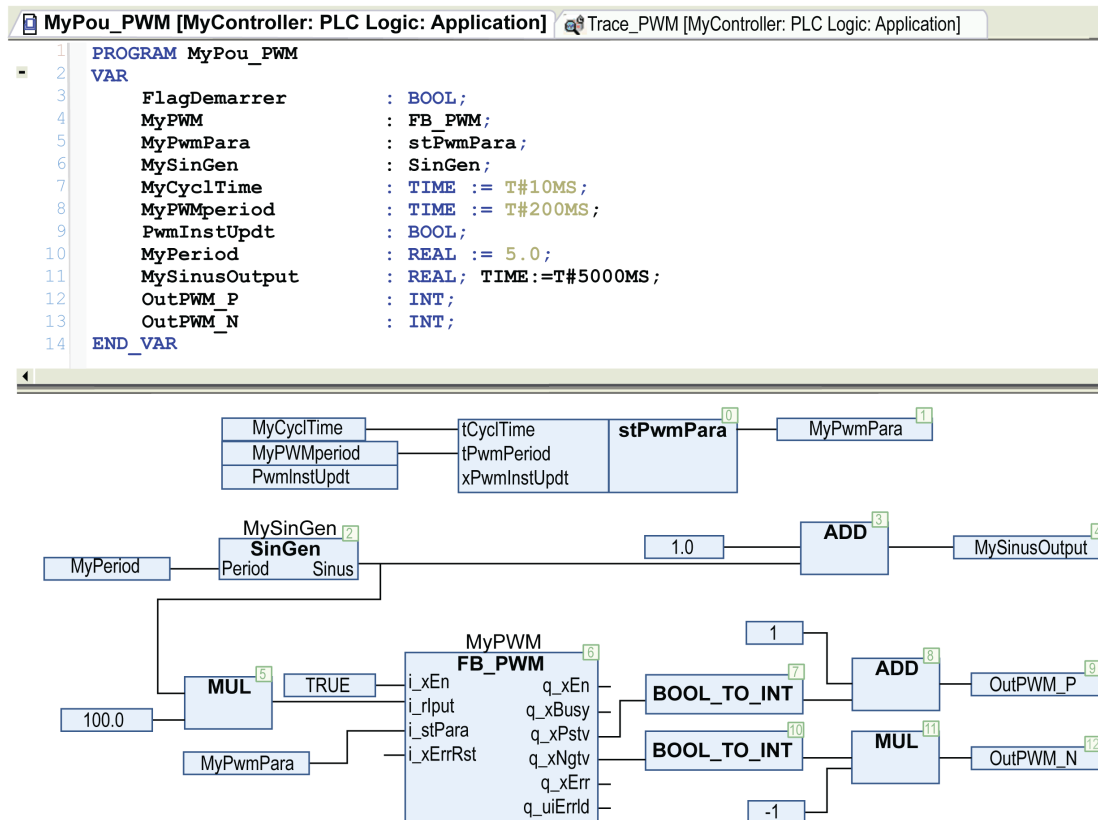 MyPou_PWM [MyController: PLC Logic: Application] Trace_PWM [MyController: PLC Logic: Application]
1 PROGRAM MyPou_PWM
2 VAR
3 FlagDemarrer : BOOL;
4 MyPWM : FB_PWM;
5 MyPwmPara : stPwmPara;
6 MySinGen : SinGen;
7 MyCyclTime : TIME := T#10MS;
8 MyPWMperiod : TIME := T#200MS;
9 PwmInstUpdt : BOOL;
10 MyPeriod : REAL := 5.0;
11 MySinusOutput : REAL; TIME:=T#5000MS;
12 OutPWM_P : INT;
13 OutPWM_N : INT;
14 END_VAR
0 1
MyCyclTime tCyclTime stPwmPara MyPwmPara
MyPWMperiod tPwmPeriod
PwmInstUpdt xPwmInstUpdt
MySinGen 2 3 4
SinGen ADD
MyPeriod Period Sinus 1.0 MySinusOutput
MyPWM 6 1
FB_PWM
5 7 8 9
MUL TRUE i_xEn q_xEn BOOL_TO_INT ADD OutPWM_P
100.0 i_rIput q_xBusy
i_stPara q_xPstv 10 11 12
MyPwmPara i_xErrRst q_xNgtv BOOL_TO_INT MUL OutPWM_N
q_xErr
q_uiErrId -1